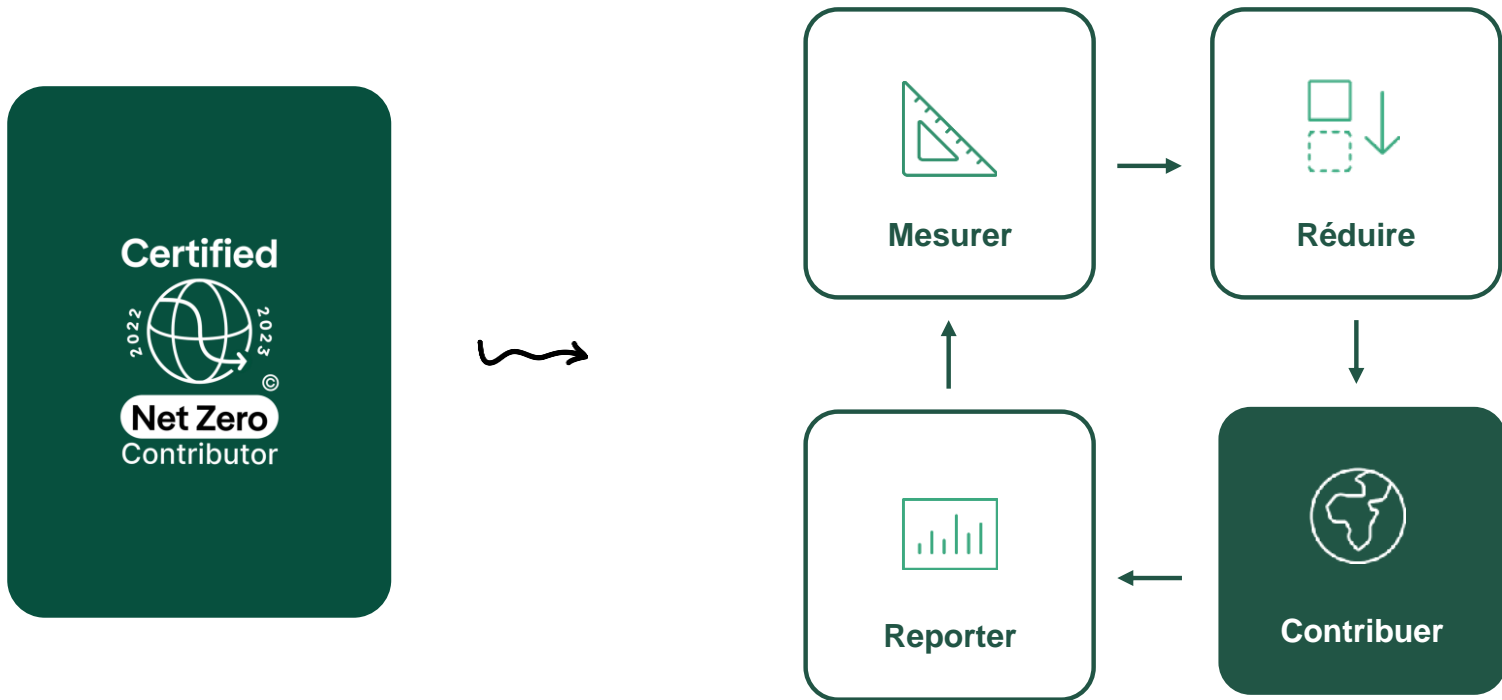 Certified
2022
2023
©
Net Zero
Contributor
Mesurer
Réduire
Reporter
Contribuer